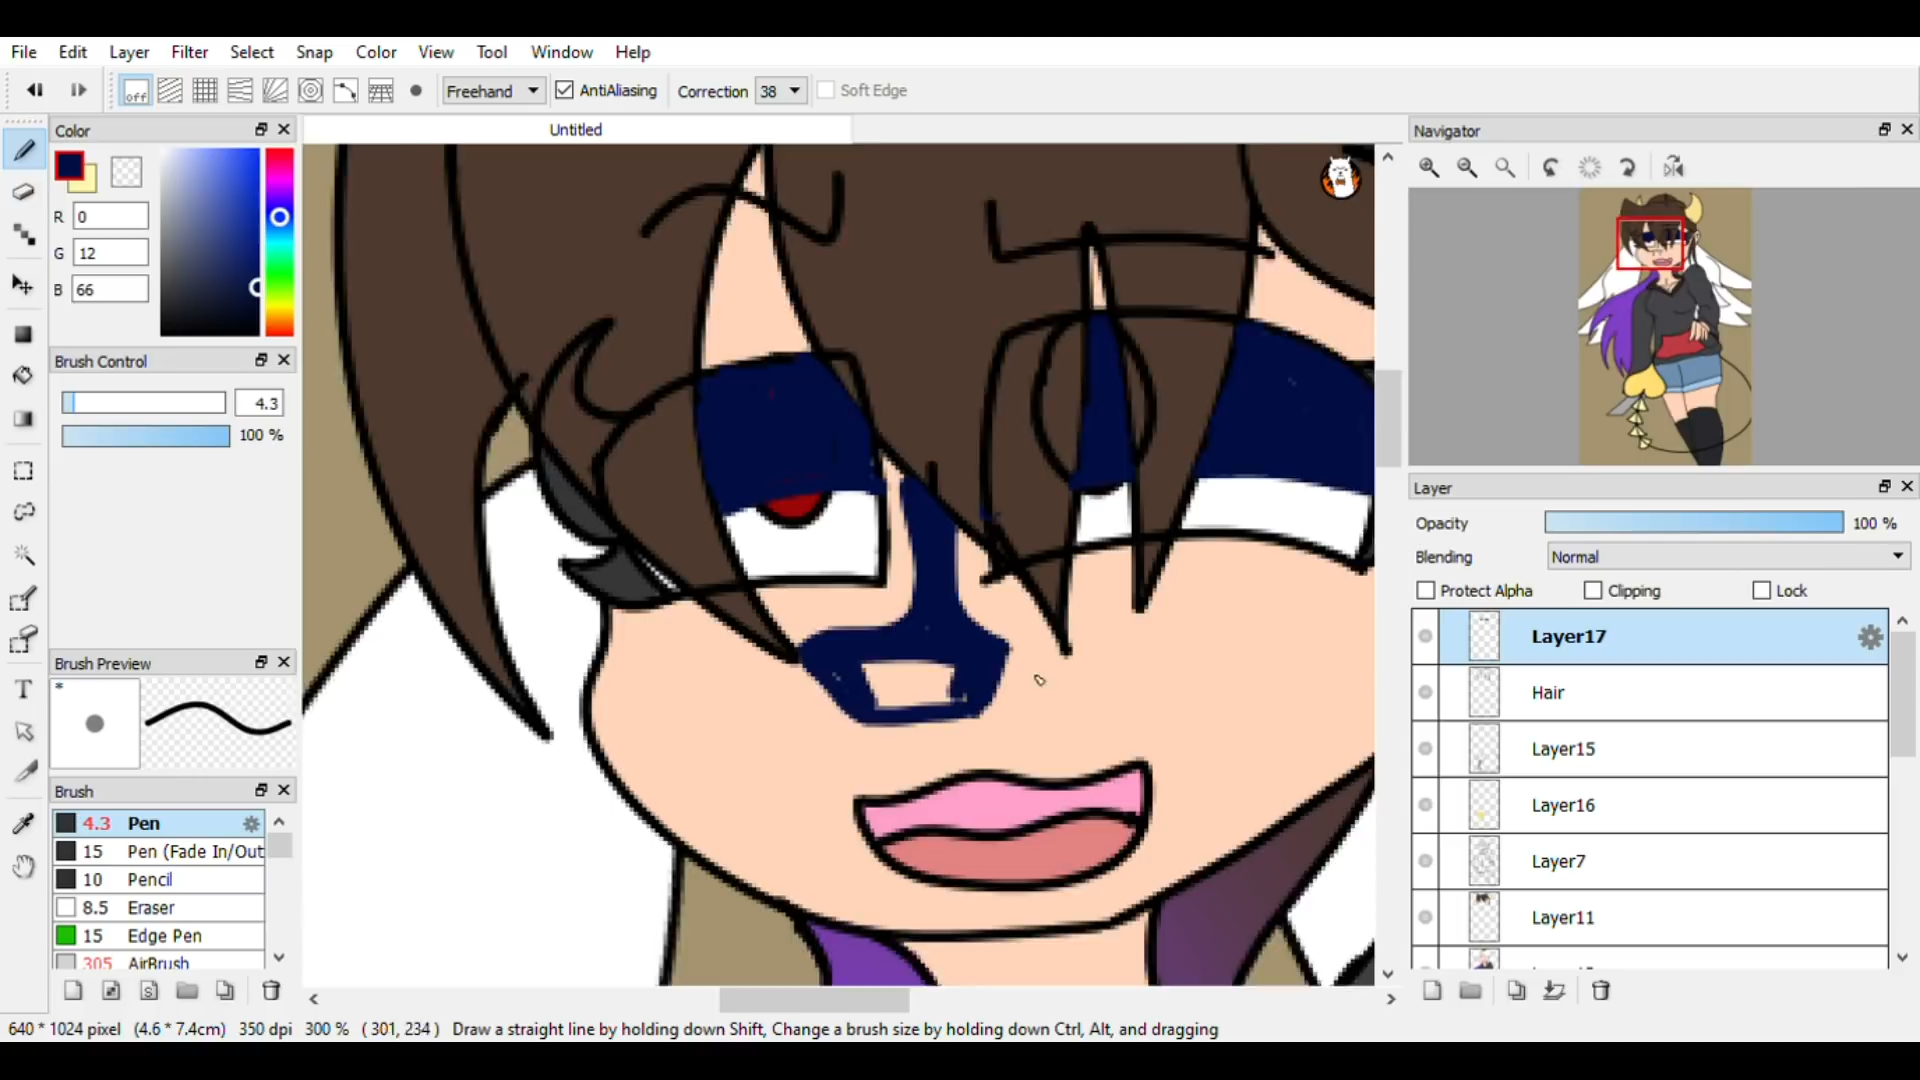 File Edit Layer Filter Select Snap Color View Tool Window Help
off Freehand AntiAliasing Correction 38 Soft Edge
Color
Untitled
Navigator
R 0
G 12
B 66
Brush Control
4.3
100 %
Layer
Opacity 100 %
Blending Normal
Protect Alpha Clipping Lock
Layer17
Hair
Layer15
Layer16
Layer7
Layer11
Brush Preview
*
Brush
4.3 Pen
15 Pen (Fade In/Out
10 Pencil
8.5 Eraser
15 Edge Pen
305 AirBrush
640 * 1024 pixel (4.6 * 7.4cm) 350 dpi 300 % ( 301, 234 ) Draw a straight line by holding down Shift, Change a brush size by holding down Ctrl, Alt, and dragging